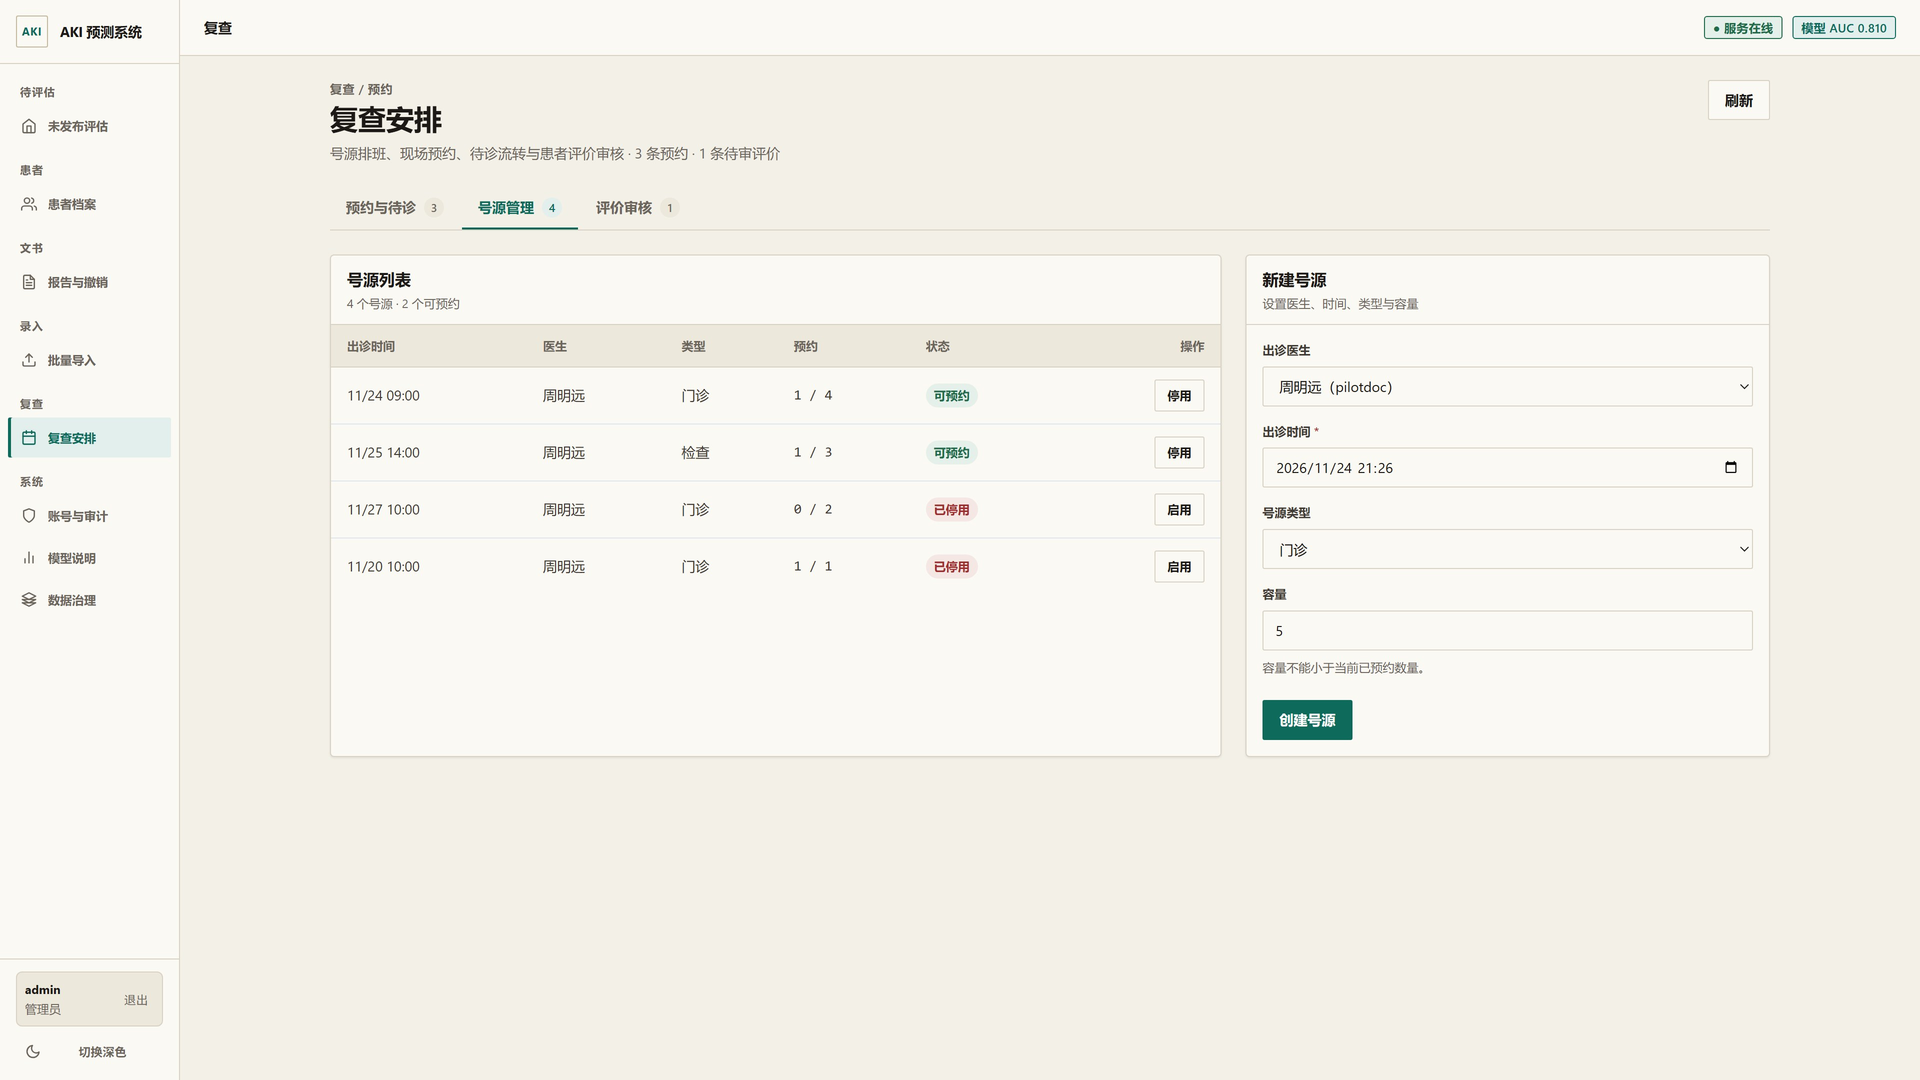 AKI
AKI 预测系统
待评估
未发布评估
患者
患者档案
文书
报告与撤销
录入
批量导入
复查
复查安排
系统
账号与审计
模型说明
数据治理
admin
管理员
退出
切换深色
复查
服务在线
模型 AUC 0.810
复查 / 预约
复查安排
号源排班、现场预约、待诊流转与患者评价审核 · 3 条预约 · 1 条待审评价
刷新
预约与待诊 3
号源管理 4
评价审核 1
号源列表
4 个号源 · 2 个可预约
出诊时间 医生 类型 预约 状态 操作
11/24 09:00 周明远 门诊 1 / 4 可预约 停用
11/25 14:00 周明远 检查 1 / 3 可预约 停用
11/27 10:00 周明远 门诊 0 / 2 已停用 启用
11/20 10:00 周明远 门诊 1 / 1 已停用 启用
新建号源
设置医生、时间、类型与容量
出诊医生
周明远（pilotdoc）
出诊时间 *
2026/11/24 21:26
号源类型
门诊
容量
5
容量不能小于当前已预约数量。
创建号源